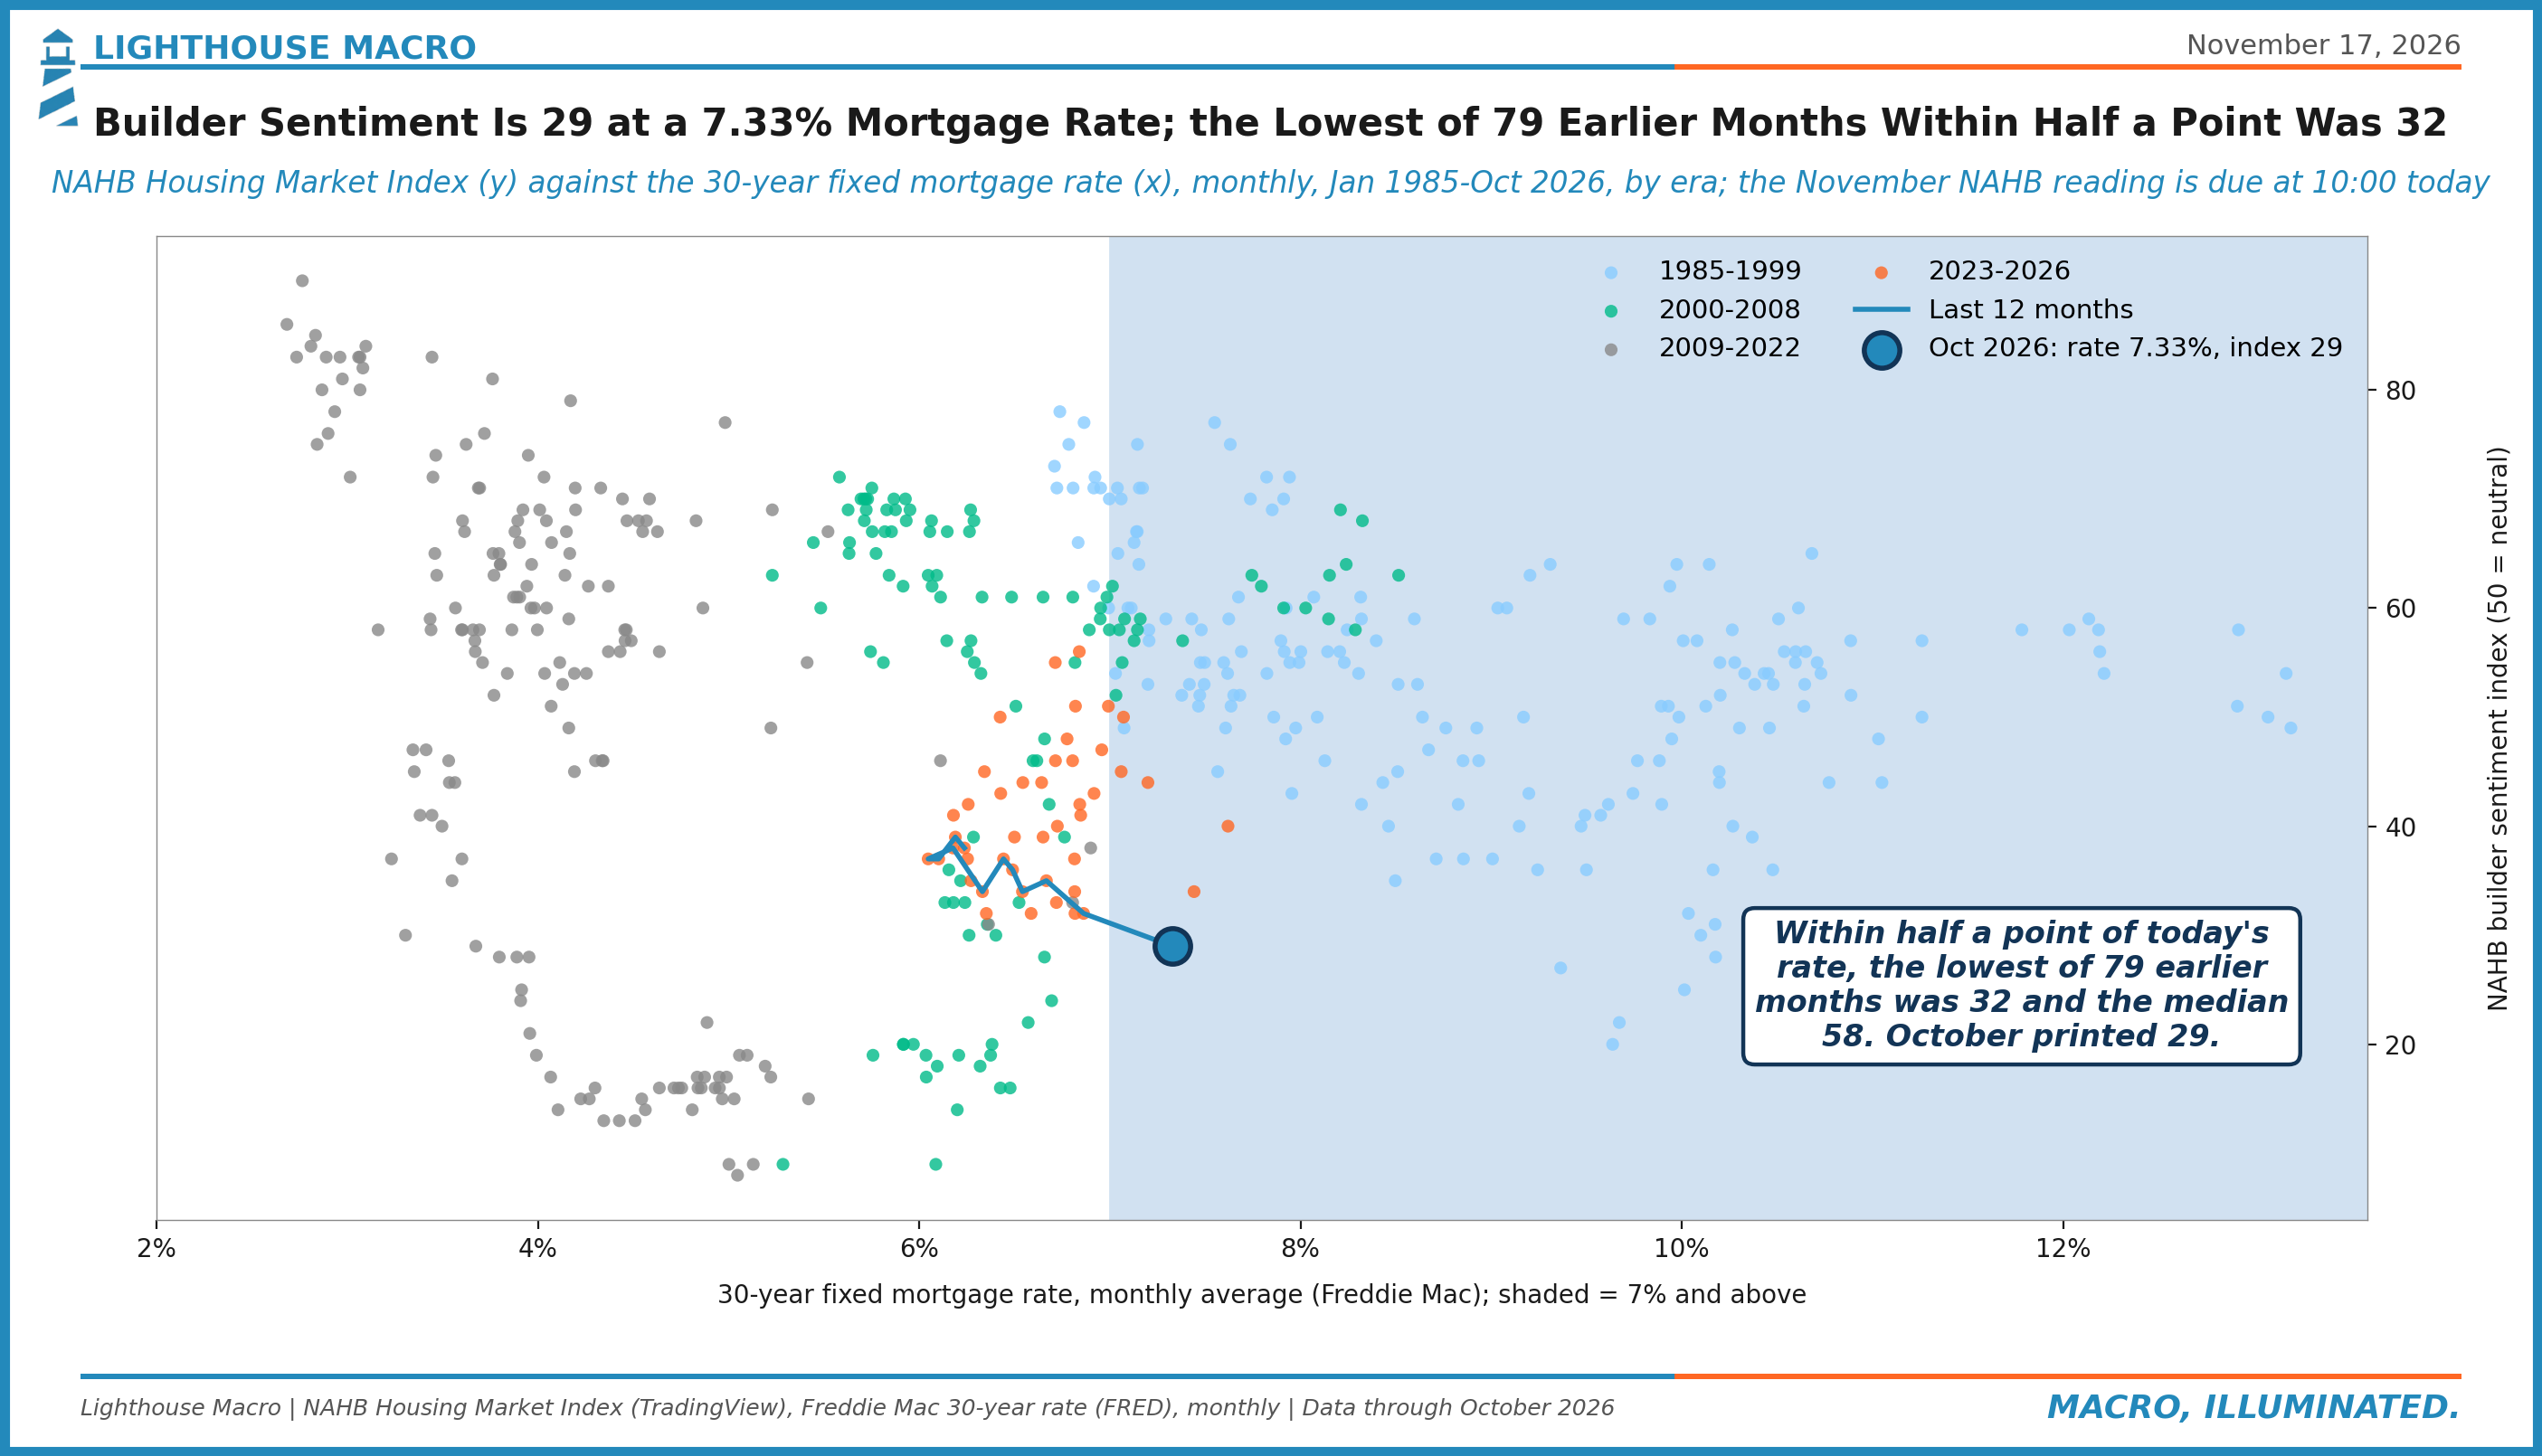 LIGHTHOUSE MACRO
November 17, 2026
Builder Sentiment Is 29 at a 7.33% Mortgage Rate; the Lowest of 79 Earlier Months Within Half a Point Was 32
NAHB Housing Market Index (y) against the 30-year fixed mortgage rate (x), monthly, Jan 1985-Oct 2026, by era; the November NAHB reading is due at 10:00 today
1985-1999
2000-2008
2009-2022
2023-2026
Last 12 months
Oct 2026: rate 7.33%, index 29
80
60
40
20
NAHB builder sentiment index (50 = neutral)
Within half a point of today's
rate, the lowest of 79 earlier
months was 32 and the median
58. October printed 29.
2%
4%
6%
8%
10%
12%
30-year fixed mortgage rate, monthly average (Freddie Mac); shaded = 7% and above
Lighthouse Macro | NAHB Housing Market Index (TradingView), Freddie Mac 30-year rate (FRED), monthly | Data through October 2026
MACRO, ILLUMINATED.